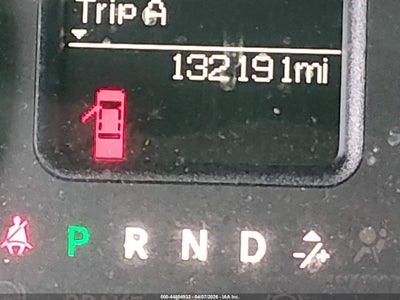 Trip A
132191mi
P R N D -/+
000-44804932 - 04/07/2026 - IAA Inc.